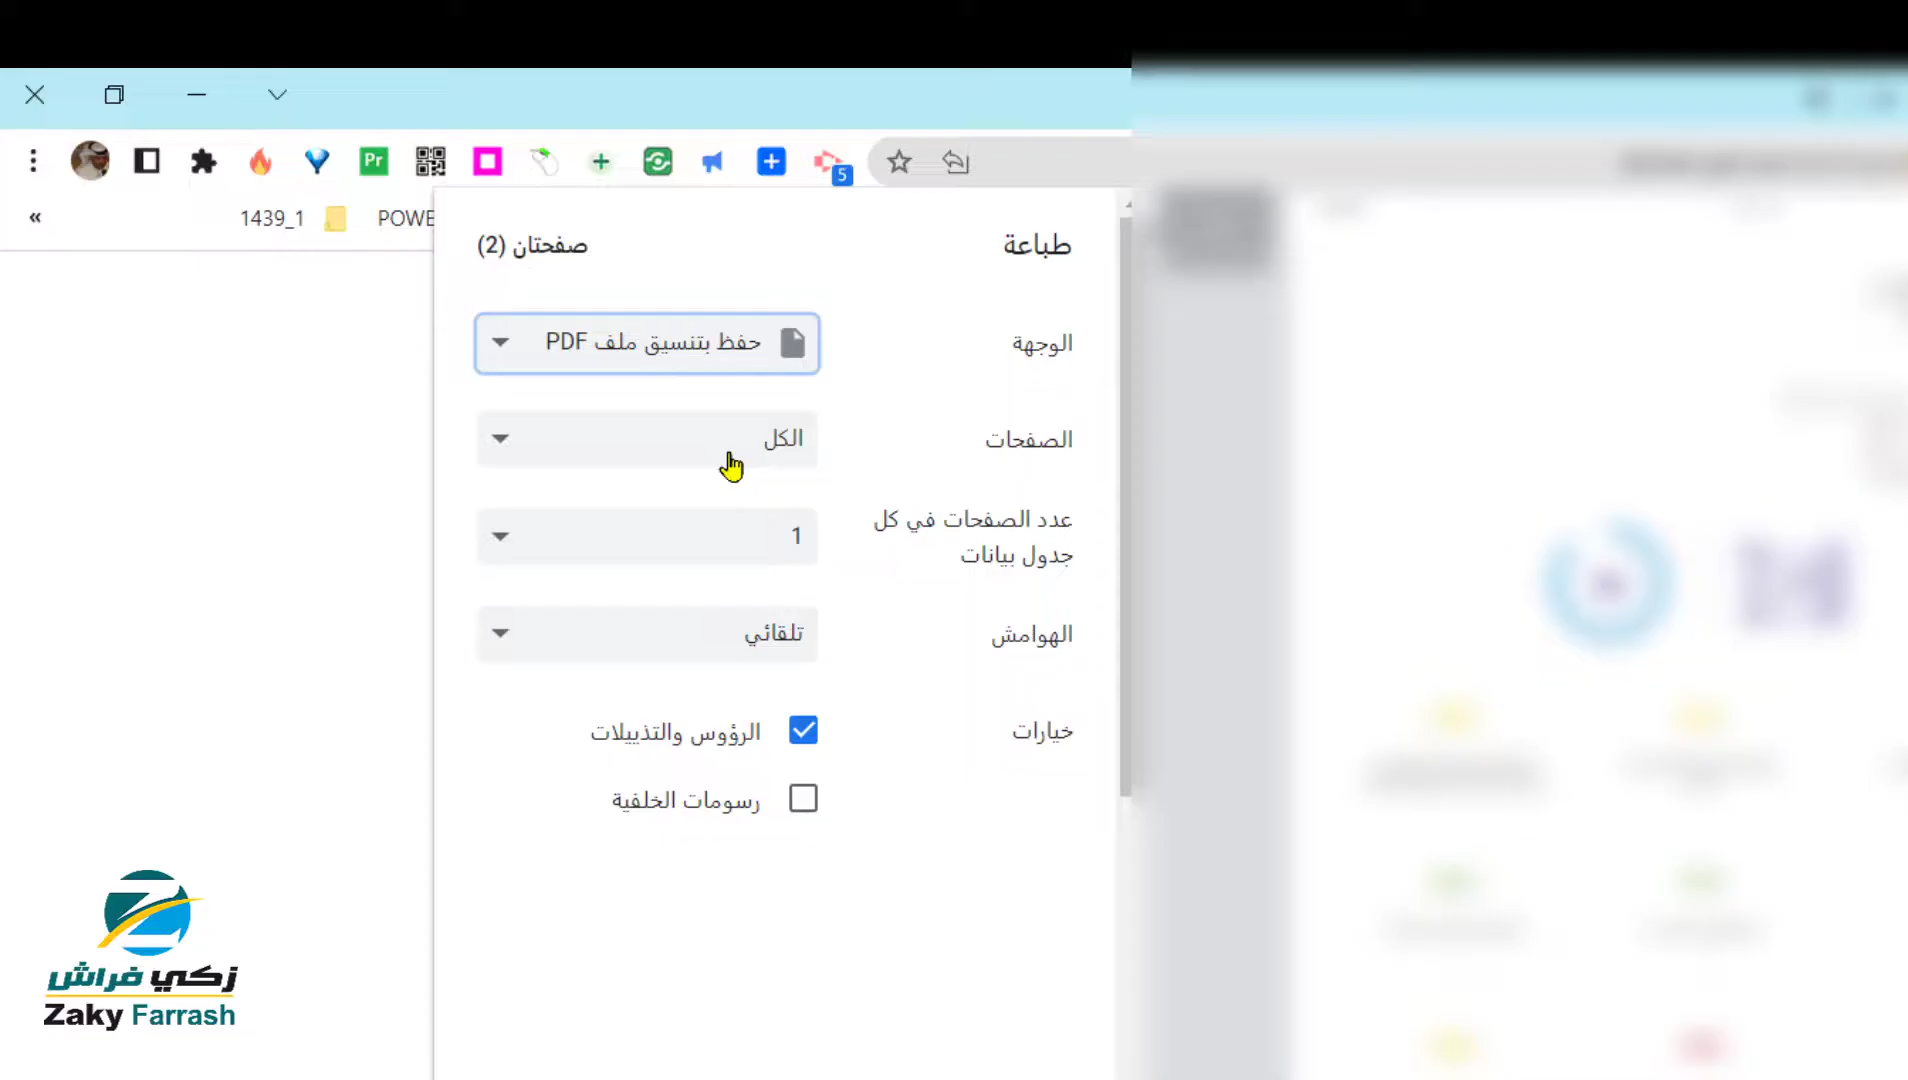 Pr
5
1439_1
POWE
طباعة
صفحتان (2)
الوجهة
حفظ بتنسيق ملف PDF
الصفحات
الكل
عدد الصفحات في كل
جدول بيانات
1
الهوامش
تلقائي
خيارات
الرؤوس والتذييلات
رسومات الخلفية
زكي فراش
Zaky Farrash